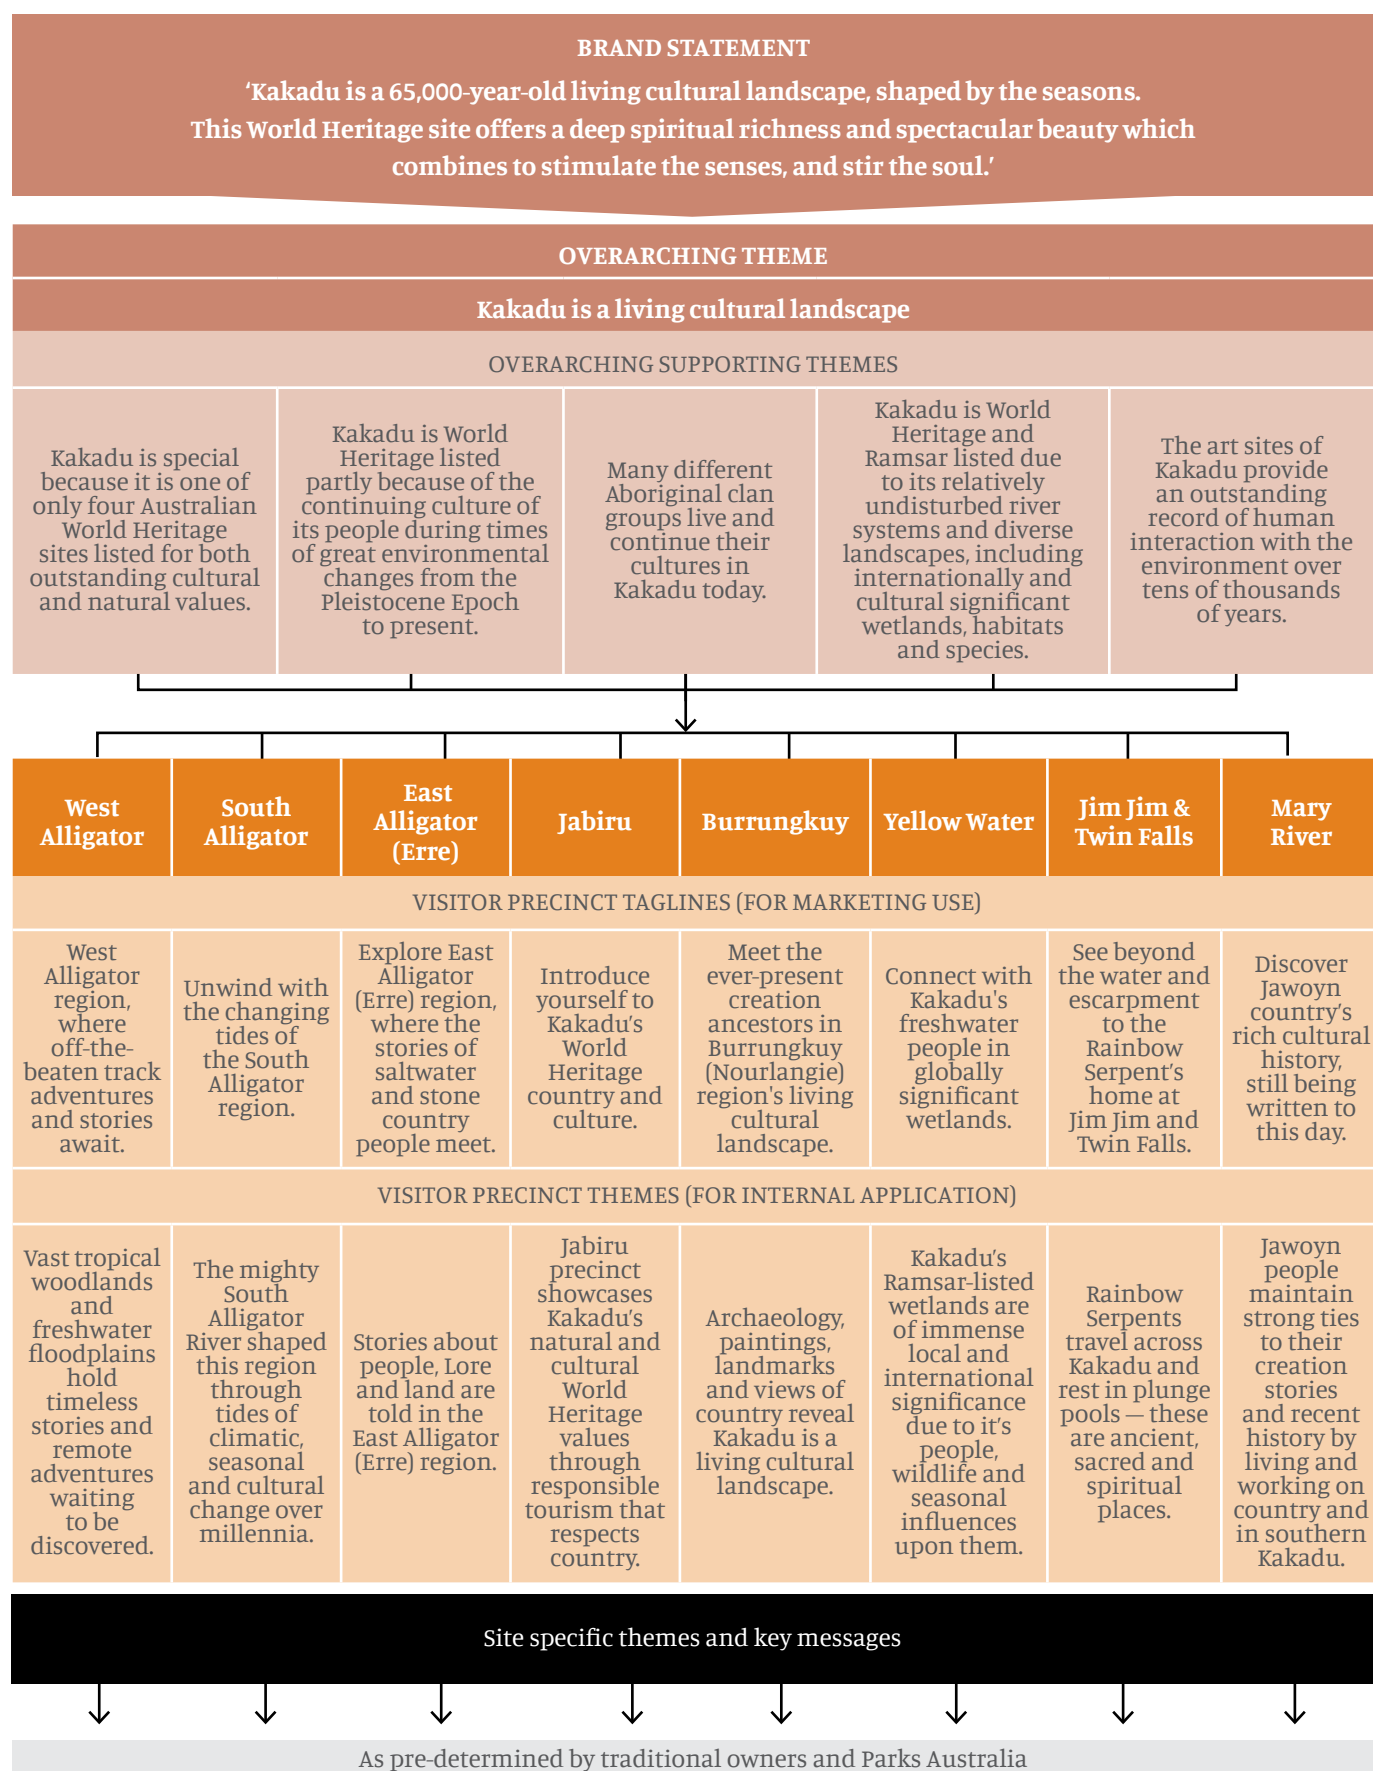 BRAND STATEMENT
‘Kakadu is a 65,000-year-old living cultural landscape, shaped by the seasons.
This World Heritage site offers a deep spiritual richness and spectacular beauty which
combines to stimulate the senses, and stir the soul.’
OVERARCHING THEME
Kakadu is a living cultural landscape
OVERARCHING SUPPORTING THEMES
Kakadu is special
because it is one of
only four Australian
World Heritage
sites listed for both
outstanding cultural
and natural values.
Kakadu is World
Heritage listed
partly because of the
continuing culture of
its people during times
of great environmental
changes from the
Pleistocene Epoch
to present.
Many different
Aboriginal clan
groups live and
continue their
cultures in
Kakadu today.
Kakadu is World
Heritage and
Ramsar listed due
to its relatively
undisturbed river
systems and diverse
landscapes, including
internationally and
cultural significant
wetlands, habitats
and species.
The art sites of
Kakadu provide
an outstanding
record of human
interaction with the
environment over
tens of thousands
of years.
West
Alligator
South
Alligator
East
Alligator
(Erre)
Jabiru
Burrungkuy
Yellow Water
Jim Jim &
Twin Falls
Mary
River
VISITOR PRECINCT TAGLINES (FOR MARKETING USE)
West
Alligator
region,
where
off-the-
beaten track
adventures
and stories
await.
Unwind with
the changing
tides of
the South
Alligator
region.
Explore East
Alligator
(Erre) region,
where the
stories of
saltwater
and stone
country
people meet.
Introduce
yourself to
Kakadu’s
World
Heritage
country and
culture.
Meet the
ever-present
creation
ancestors in
Burrungkuy
(Nourlangie)
region's living
cultural
landscape.
Connect with
Kakadu's
freshwater
people in
globally
significant
wetlands.
See beyond
the water and
escarpment
to the
Rainbow
Serpent’s
home at
Jim Jim and
Twin Falls.
Discover
Jawoyn
country’s
rich cultural
history,
still being
written to
this day.
VISITOR PRECINCT THEMES (FOR INTERNAL APPLICATION)
Vast tropical
woodlands
and
freshwater
floodplains
hold
timeless
stories and
remote
adventures
waiting
to be
discovered.
The mighty
South
Alligator
River shaped
this region
through
tides of
climatic,
seasonal
and cultural
change over
millennia.
Stories about
people, Lore
and land are
told in the
East Alligator
(Erre) region.
Jabiru
precinct
showcases
Kakadu’s
natural and
cultural
World
Heritage
values
through
responsible
tourism that
respects
country.
Archaeology,
paintings,
landmarks
and views of
country reveal
Kakadu is a
living cultural
landscape.
Kakadu’s
Ramsar-listed
wetlands are
of immense
local and
international
significance
due to it’s
people,
wildlife and
seasonal
influences
upon them.
Rainbow
Serpents
travel across
Kakadu and
rest in plunge
pools — these
are ancient,
sacred and
spiritual
places.
Jawoyn
people
maintain
strong ties
to their
creation
stories
and recent
history by
living and
working on
country and
in southern
Kakadu.
Site specific themes and key messages
As pre-determined by traditional owners and Parks Australia